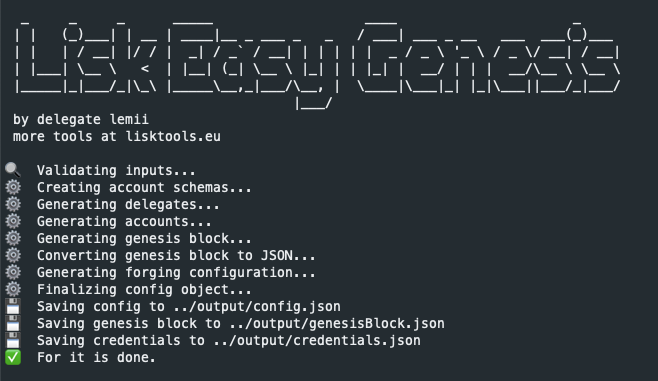 Lisk Easy Genesis
by delegate lemii
more tools at lisktools.eu
Validating inputs...
Creating account schemas...
Generating delegates...
Generating accounts...
Generating genesis block...
Converting genesis block to JSON...
Generating forging configuration...
Finalizing config object...
Saving config to ../output/config.json
Saving genesis block to ../output/genesisBlock.json
Saving credentials to ../output/credentials.json
For it is done.